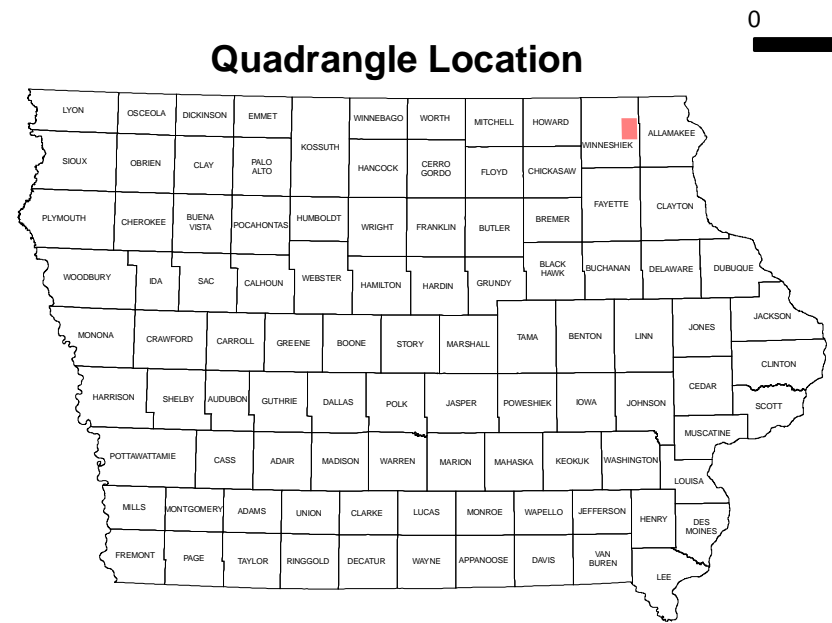 0
Quadrangle Location
LYON
OSCEOLA
DICKINSON
EMMET
KOSSUTH
WINNEBAGO
WORTH
MITCHELL
HOWARD
WINNESHIEK
ALLAMAKEE
SIOUX
OBRIEN
CLAY
PALO
ALTO
HANCOCK
CERRO
GORDO
FLOYD
CHICKASAW
PLYMOUTH
CHEROKEE
BUENA
VISTA
POCAHONTAS
HUMBOLDT
WRIGHT
FRANKLIN
BUTLER
BREMER
FAYETTE
CLAYTON
WOODBURY
IDA
SAC
CALHOUN
WEBSTER
HAMILTON
HARDIN
GRUNDY
BLACK
HAWK
BUCHANAN
DELAWARE
DUBUQUE
MONONA
CRAWFORD
CARROLL
GREENE
BOONE
STORY
MARSHALL
TAMA
BENTON
LINN
JONES
JACKSON
CLINTON
HARRISON
SHELBY
AUDUBON
GUTHRIE
DALLAS
POLK
JASPER
POWESHIEK
IOWA
JOHNSON
CEDAR
SCOTT
MUSCATINE
POTTAWATTAMIE
CASS
ADAIR
MADISON
WARREN
MARION
MAHASKA
KEOKUK
WASHINGTON
LOUISA
MILLS
MONTGOMERY
ADAMS
UNION
CLARKE
LUCAS
MONROE
WAPELLO
JEFFERSON
HENRY
DES
MOINES
FREMONT
PAGE
TAYLOR
RINGGOLD
DECATUR
WAYNE
APPANOOSE
DAVIS
VAN
BUREN
LEE